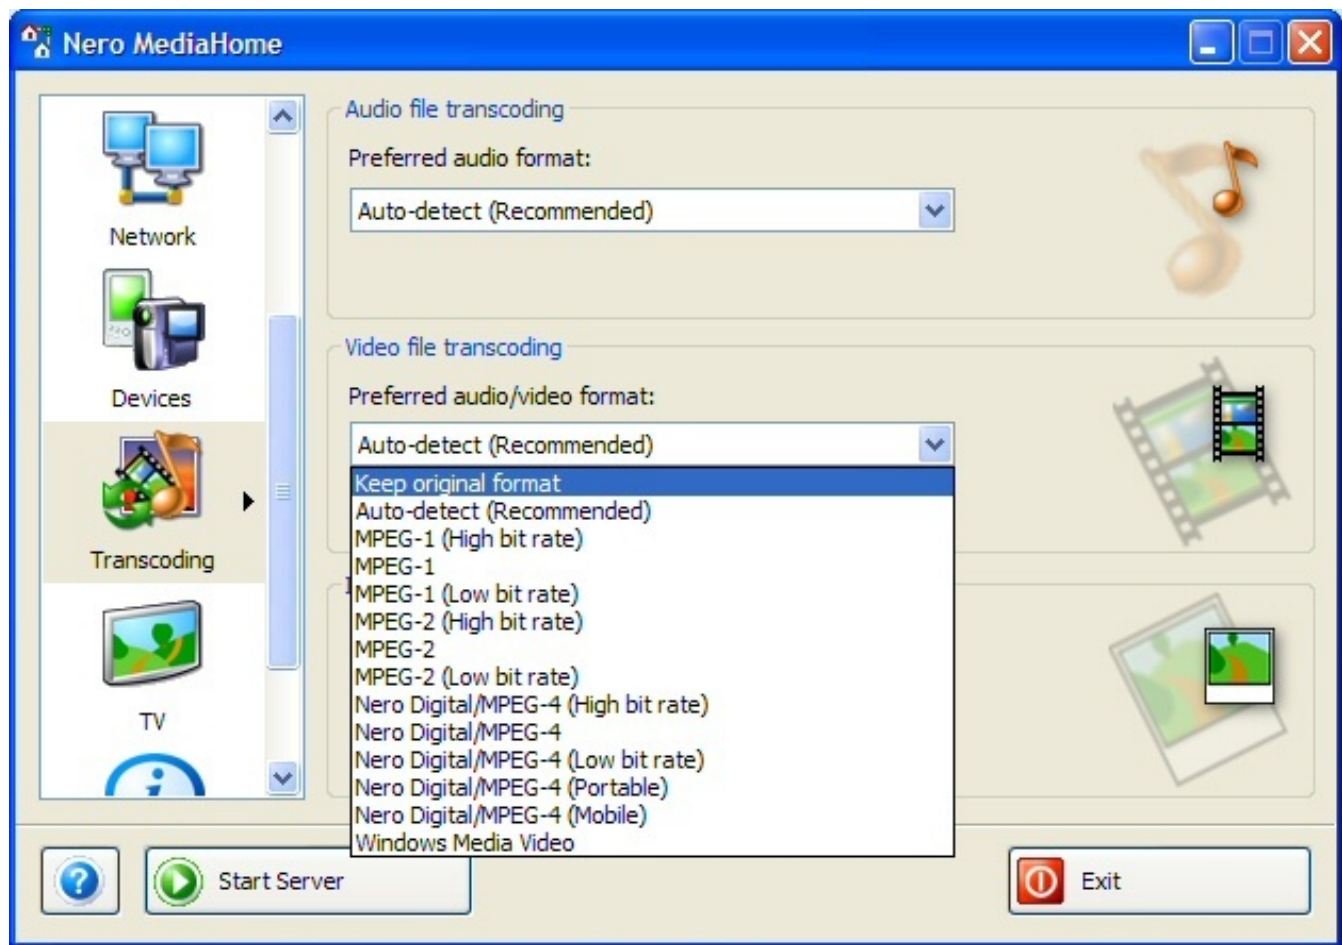 Nero MediaHome
Network
Devices
Transcoding
TV
Audio file transcoding
Preferred audio format:
Auto-detect (Recommended)
Video file transcoding
Preferred audio/video format:
Auto-detect (Recommended)
Keep original format
Auto-detect (Recommended)
MPEG-1 (High bit rate)
MPEG-1
MPEG-1 (Low bit rate)
MPEG-2 (High bit rate)
MPEG-2
MPEG-2 (Low bit rate)
Nero Digital/MPEG-4 (High bit rate)
Nero Digital/MPEG-4
Nero Digital/MPEG-4 (Low bit rate)
Nero Digital/MPEG-4 (Portable)
Nero Digital/MPEG-4 (Mobile)
Windows Media Video
Start Server
Exit